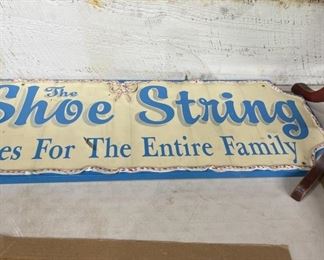 The
Shoe String
es For The Entire Family